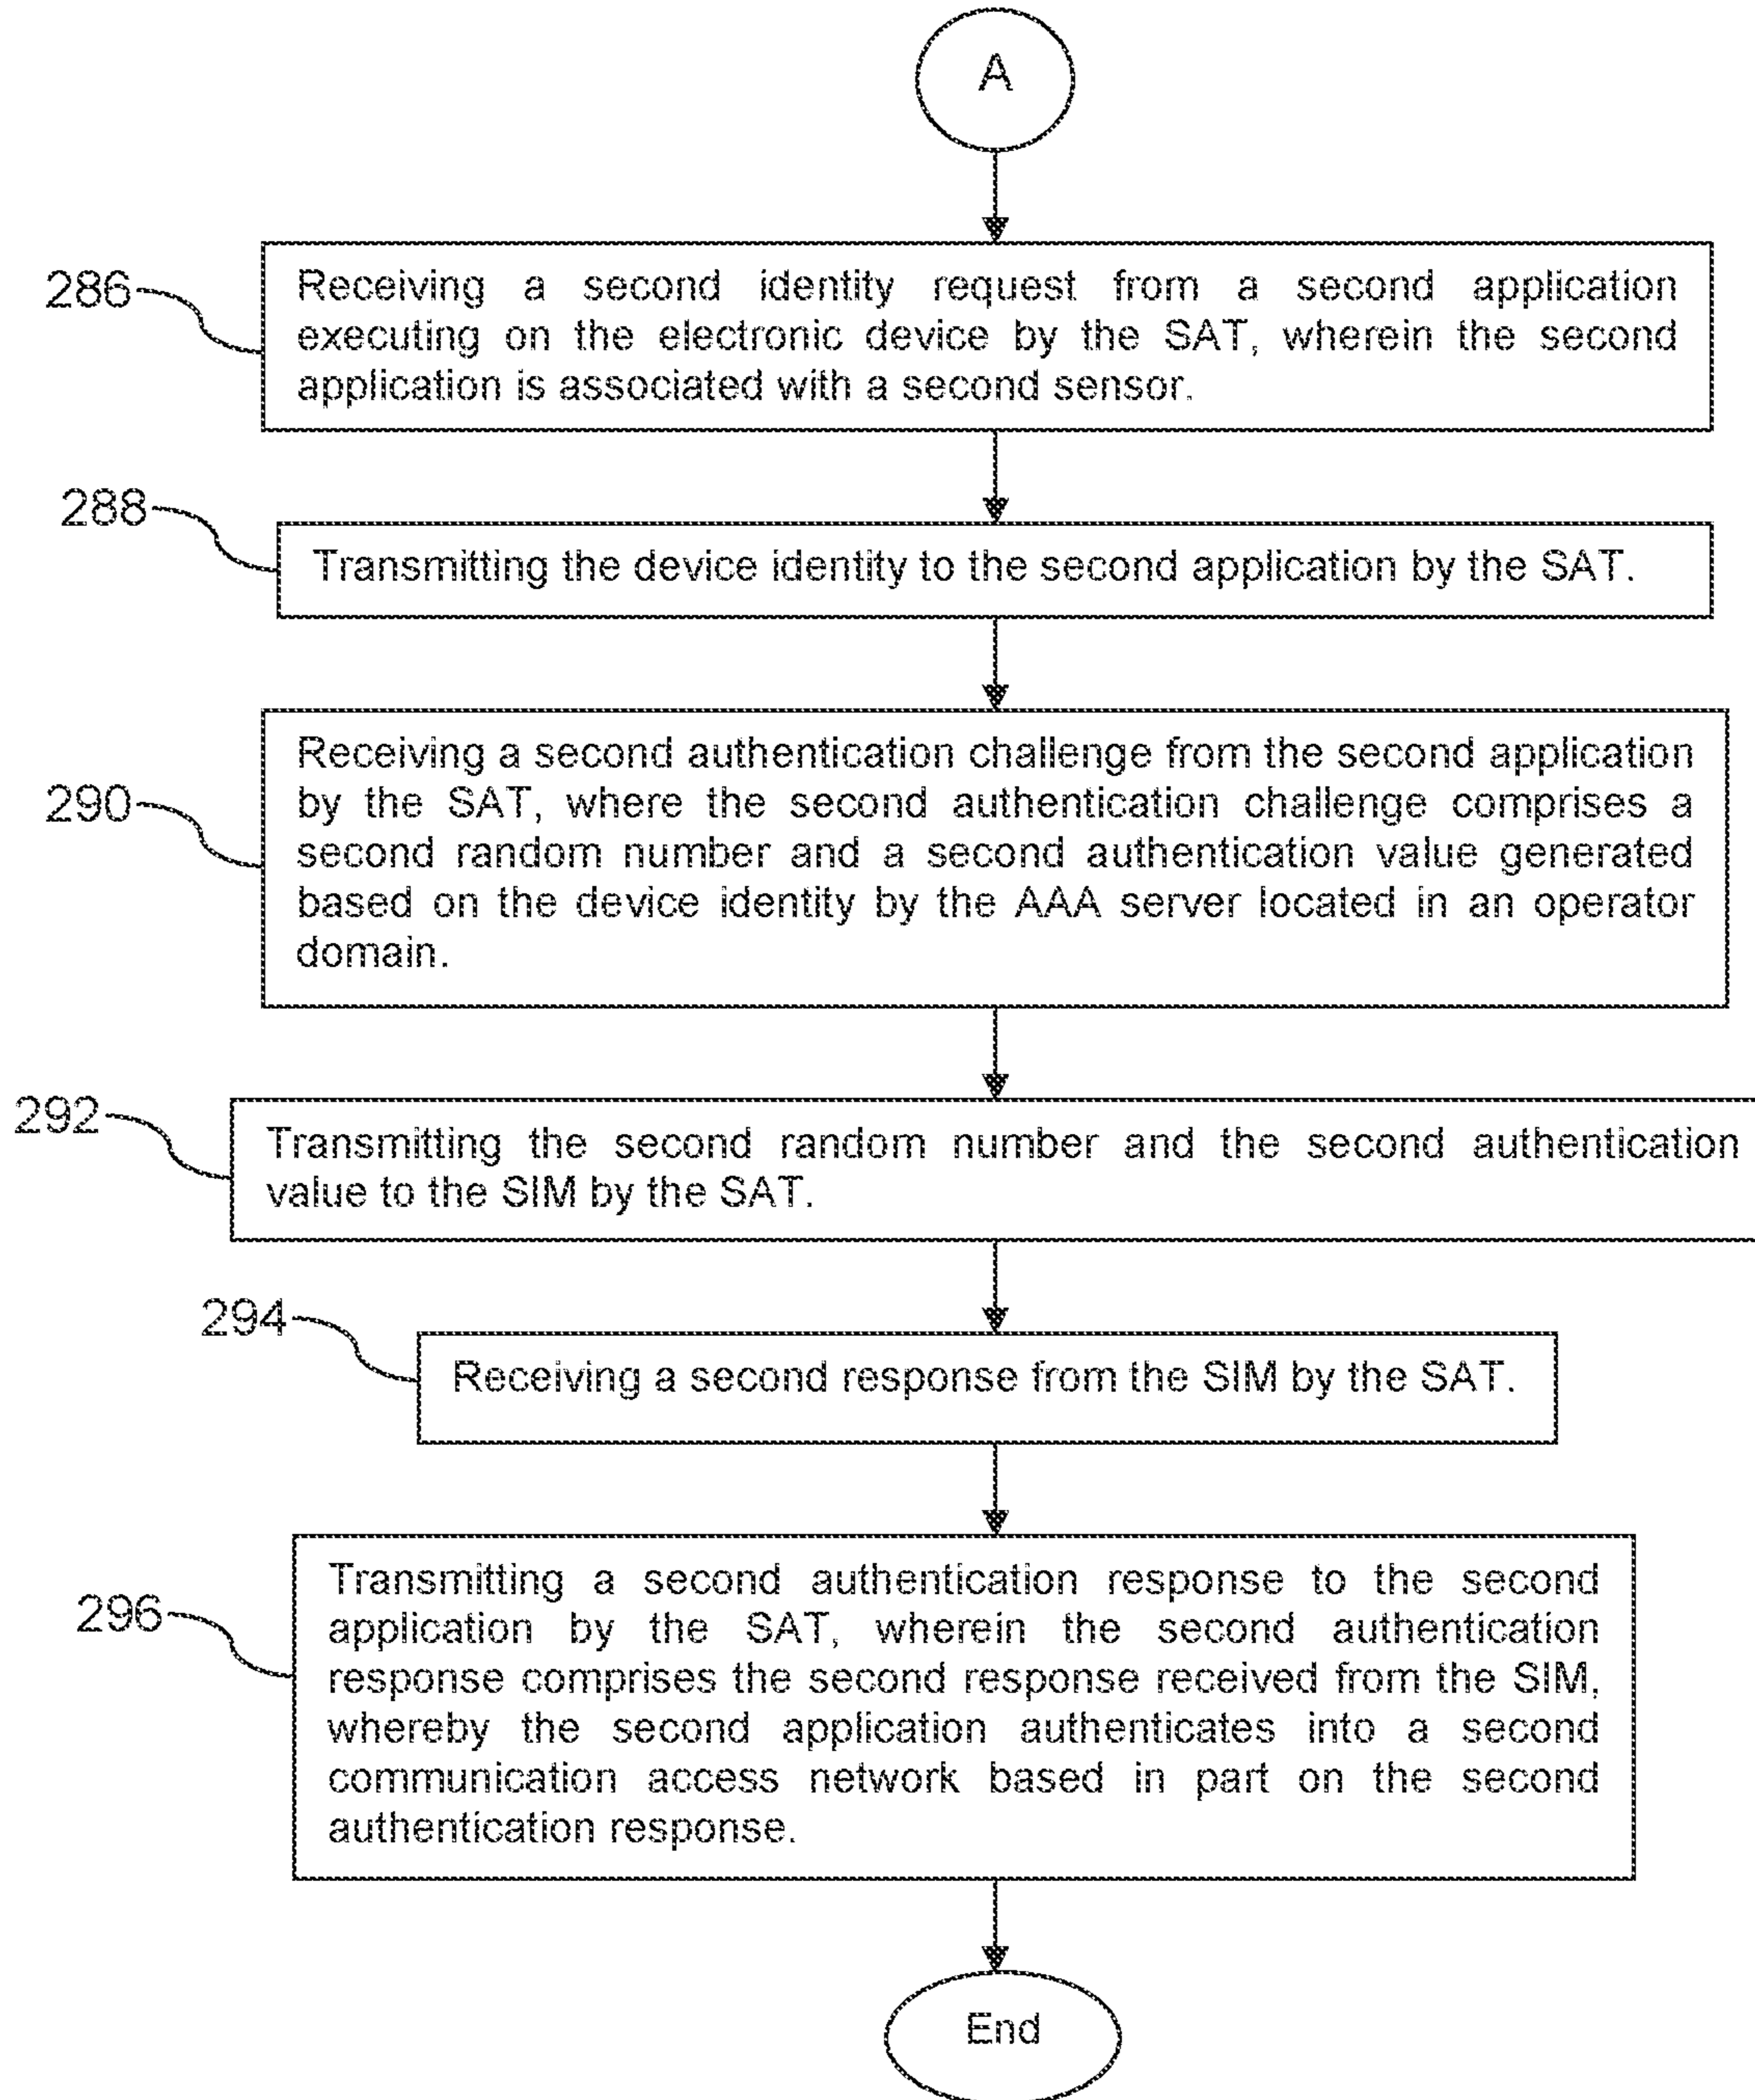 A
286
Receiving a second identity request from a second application
executing on the electronic device by the SAT, wherein the second
application is associated with a second sensor.
288
Transmitting the device identity to the second application by the SAT.
290
Receiving a second authentication challenge from the second application
by the SAT, where the second authentication challenge comprises a
second random number and a second authentication value generated
based on the device identity by the AAA server located in an operator
domain.
292
Transmitting the second random number and the second authentication
value to the SIM by the SAT.
294
Receiving a second response from the SIM by the SAT.
296
Transmitting a second authentication response to the second
application by the SAT, wherein the second authentication
response comprises the second response received from the SIM,
whereby the second application authenticates into a second
communication access network based in part on the second
authentication response.
End